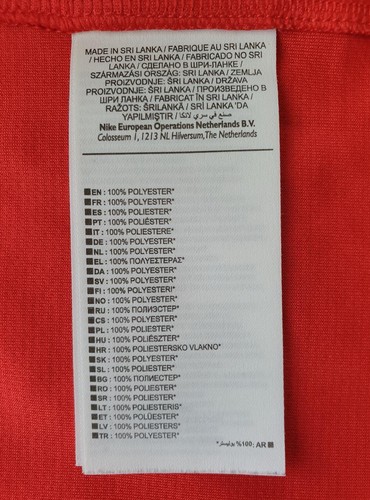 MADE IN SRI LANKA / FABRIQUE AU SRI LANKA
/ HECHO EN SRI LANKA / FABRICADO NO SRI
LANKA / СДЕЛАНО В ШРИ-ЛАНКЕ /
SZÁRMAZÁSI ORSZÁG: SRI LANKA / ZEMLJA
PROIZVODNJE: ŠRI LANKA / DRŽAVA
PROIZVODNJE: ŠRI LANKA / ПРОИЗВЕДЕНО В
ШРИ ЛАНКА / FABRICAT ÎN SRI LANKA /
RAŽOTS: ŠRILANKĀ / SRİ LANKA'DA
YAPILMIŞTIR / صنع في سري لانكا
Nike European Operations Netherlands B.V.
Colosseum 1, 1213 NL Hilversum, The Netherlands
EN : 100% POLYESTER*
FR : 100% POLYESTER*
ES : 100% POLIÉSTER*
PT : 100% POLIÉSTER*
IT : 100% POLIESTERE*
DE : 100% POLYESTER*
NL : 100% POLYESTER*
EL : 100% ΠΟΛΥΕΣΤΕΡΑΣ*
DA : 100% POLYESTER*
SV : 100% POLYESTER*
FI : 100% POLYESTERI*
NO : 100% POLYESTER*
RU : 100% ПОЛИЭСТЕР*
CS : 100% POLYESTER*
PL : 100% POLIESTER*
HU : 100% POLIÉSZTER*
HR : 100% POLIESTERSKO VLAKNO*
SK : 100% POLYESTER*
SL : 100% POLIESTER*
BG : 100% ПОЛИЕСТЕР*
RO : 100% POLIESTER*
SR : 100% POLIESTER*
LT : 100% POLIESTERIS*
ET : 100% POLÜESTER*
LV : 100% POLIESTERS*
TR : 100% POLYESTER*
*بوليستر %100 : AR